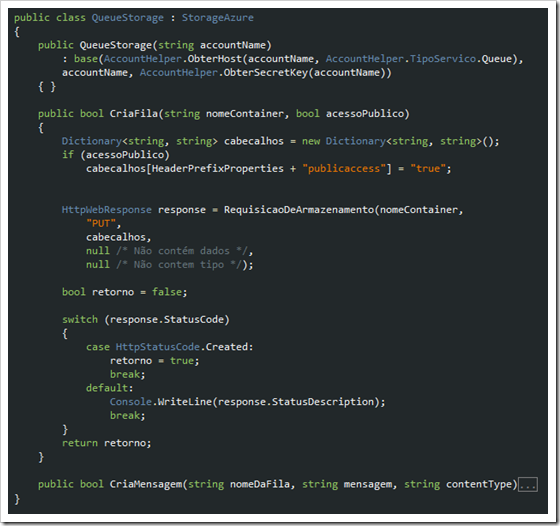 public class QueueStorage : StorageAzure
{
    public QueueStorage(string accountName)
        : base(AccountHelper.ObterHost(accountName, AccountHelper.TipoServico.Queue),
        accountName, AccountHelper.ObterSecretKey(accountName))
    { }
    public bool CriaFila(string nomeContainer, bool acessoPublico)
    {
        Dictionary<string, string> cabecalhos = new Dictionary<string, string>();
        if (acessoPublico)
            cabecalhos[HeaderPrefixProperties + "publicaccess"] = "true";
        HttpWebResponse response = RequisicaoDeArmazenamento(nomeContainer,
            "PUT",
            cabecalhos,
            null /* Não contém dados */,
            null /* Não contem tipo */);
        bool retorno = false;
        switch (response.StatusCode)
        {
            case HttpStatusCode.Created:
                retorno = true;
                break;
            default:
                Console.WriteLine(response.StatusDescription);
                break;
        }
        return retorno;
    }
    public bool CriaMensagem(string nomeDaFila, string mensagem, string contentType)...
}